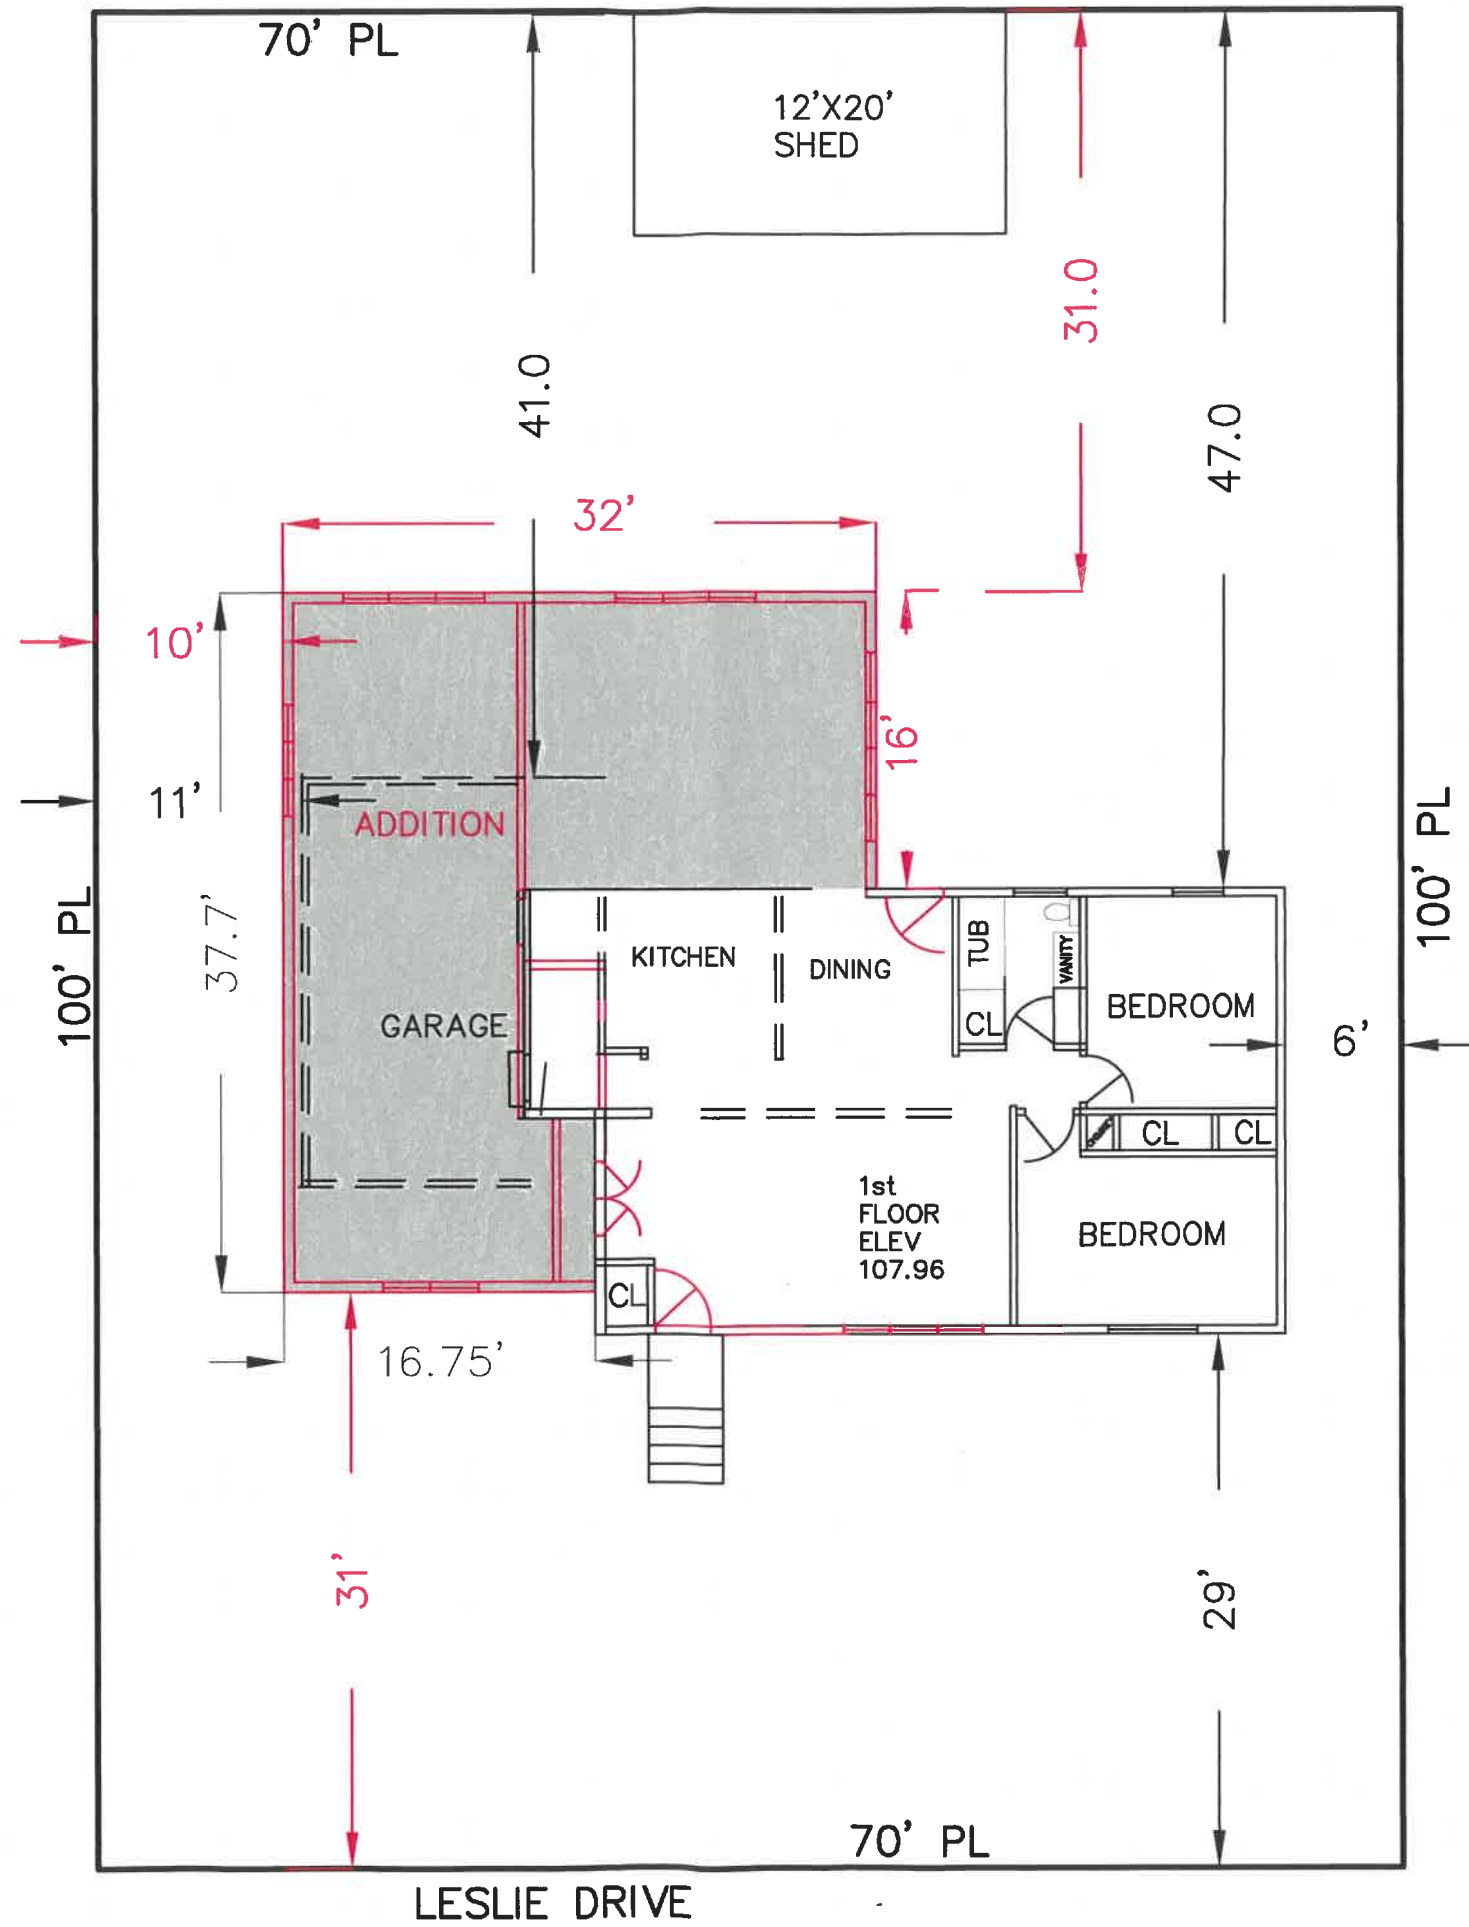 70' PL
12'X20'
SHED
31.0
41.0
47.0
32'
10'
16'
11'
ADDITION
100' PL
37.7'
KITCHEN
DINING
TUB
VANITY
BEDROOM
100' PL
GARAGE
CL
6'
CL
CL
1st
FLOOR
ELEV
107.96
BEDROOM
CL
16.75'
31'
29'
70' PL
LESLIE DRIVE